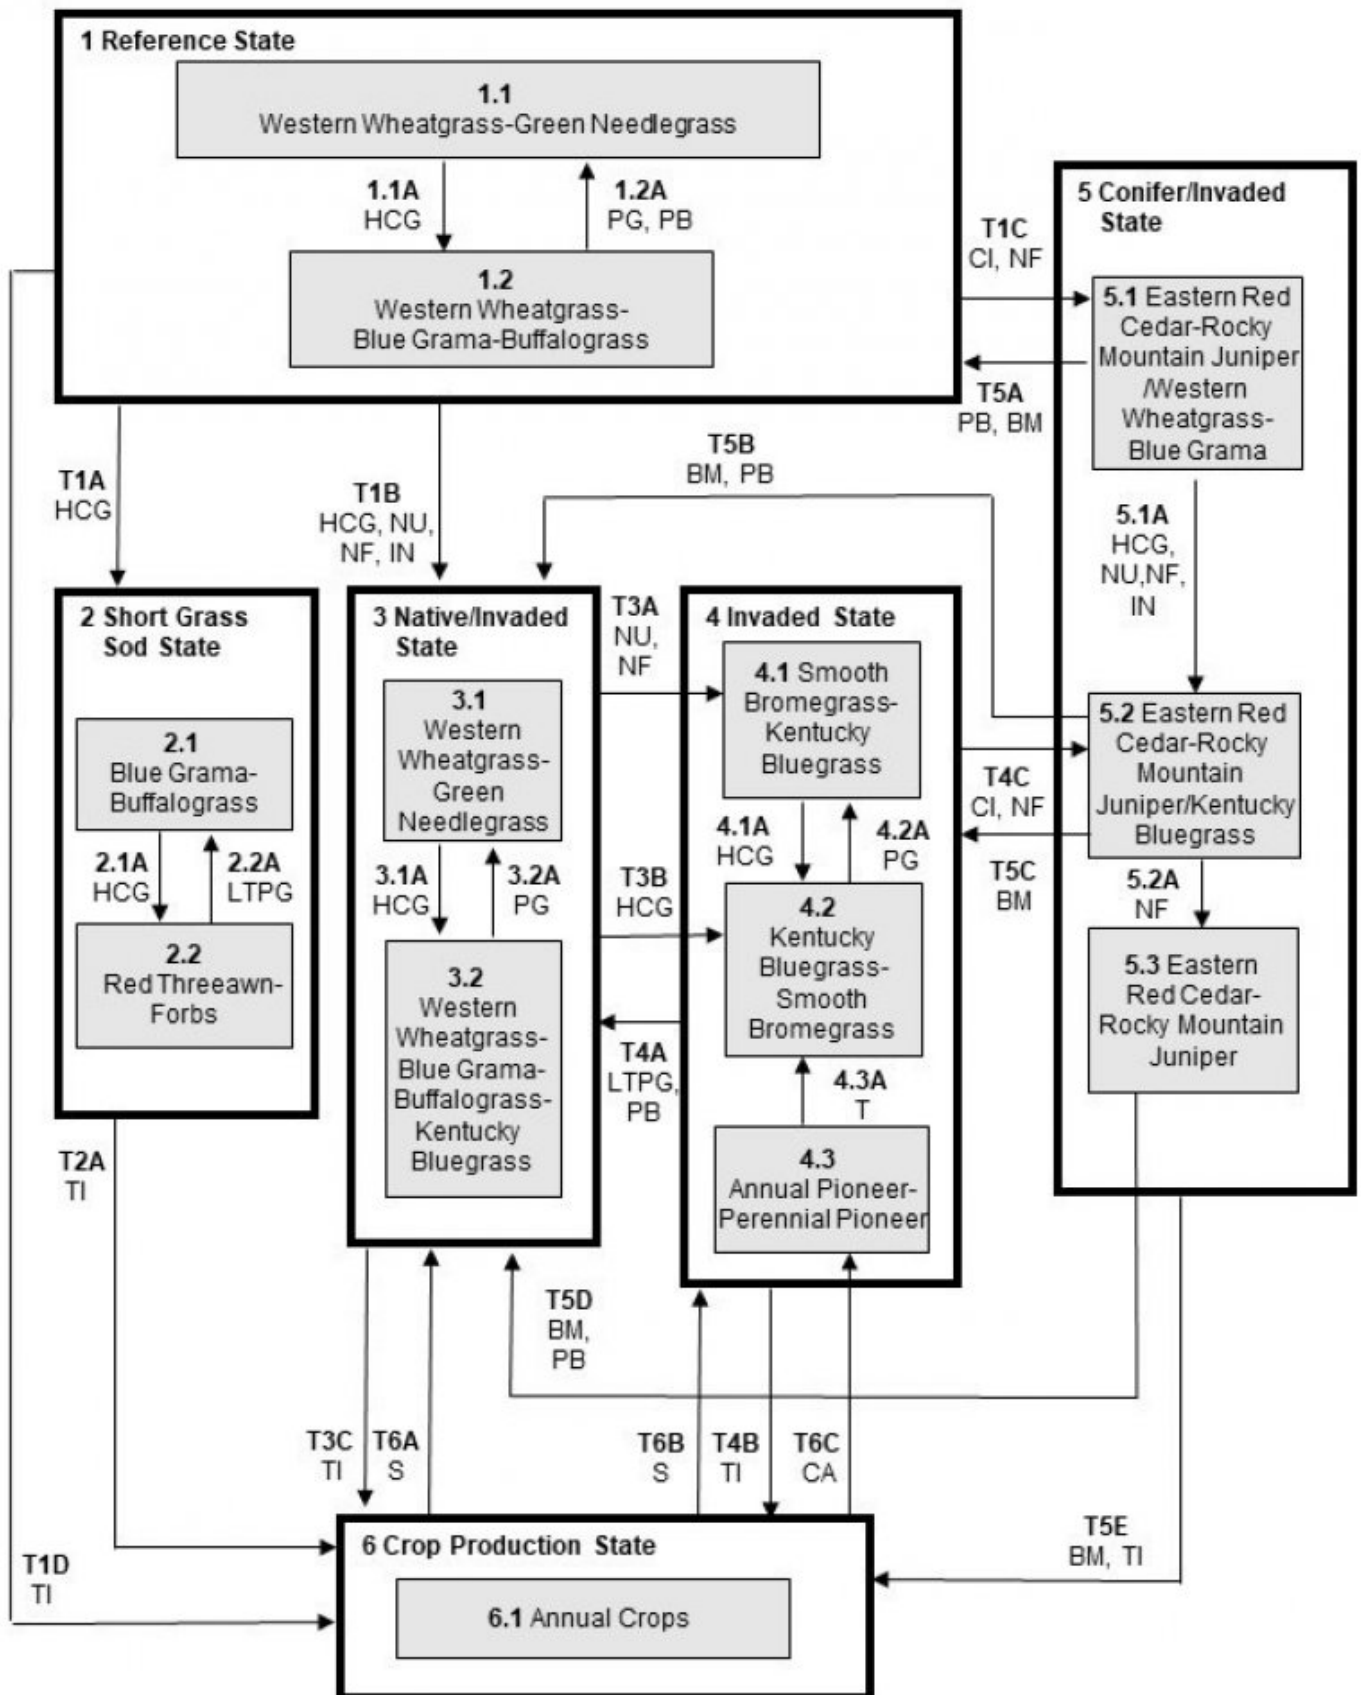 1 Reference State
1.1
Western Wheatgrass-Green Needlegrass
1.1A
HCG
1.2A
PG, PB
1.2
Western Wheatgrass-
Blue Grama-Buffalograss
T1C
CI, NF
T5A
PB, BM
5 Conifer/Invaded
State
5.1 Eastern Red
Cedar-Rocky
Mountain Juniper
/Western
Wheatgrass-
Blue Grama
T1A
HCG
T1B
HCG, NU,
NF, IN
T5B
BM, PB
5.1A
HCG,
NU,NF,
IN
2 Short Grass
Sod State
2.1
Blue Grama-
Buffalograss
2.1A
HCG
2.2A
LTPG
2.2
Red Threeawn-
Forbs
3 Native/Invaded
State
3.1
Western
Wheatgrass-
Green
Needlegrass
3.1A
HCG
3.2A
PG
3.2
Western
Wheatgrass-
Blue Grama-
Buffalograss-
Kentucky
Bluegrass
T3A
NU,
NF
T3B
HCG
T4A
LTPG,
PB
4 Invaded State
4.1 Smooth
Bromegrass-
Kentucky
Bluegrass
4.1A
HCG
4.2A
PG
4.2
Kentucky
Bluegrass-
Smooth
Bromegrass
4.3A
T
4.3
Annual Pioneer-
Perennial Pioneer
T4C
CI, NF
T5C
BM
5.2 Eastern Red
Cedar-Rocky
Mountain
Juniper/Kentucky
Bluegrass
5.2A
NF
5.3 Eastern
Red Cedar-
Rocky Mountain
Juniper
T2A
TI
T5D
BM,
PB
T3C
TI
T6A
S
T6B
S
T4B
TI
T6C
CA
T5E
BM, TI
T1D
TI
6 Crop Production State
6.1 Annual Crops